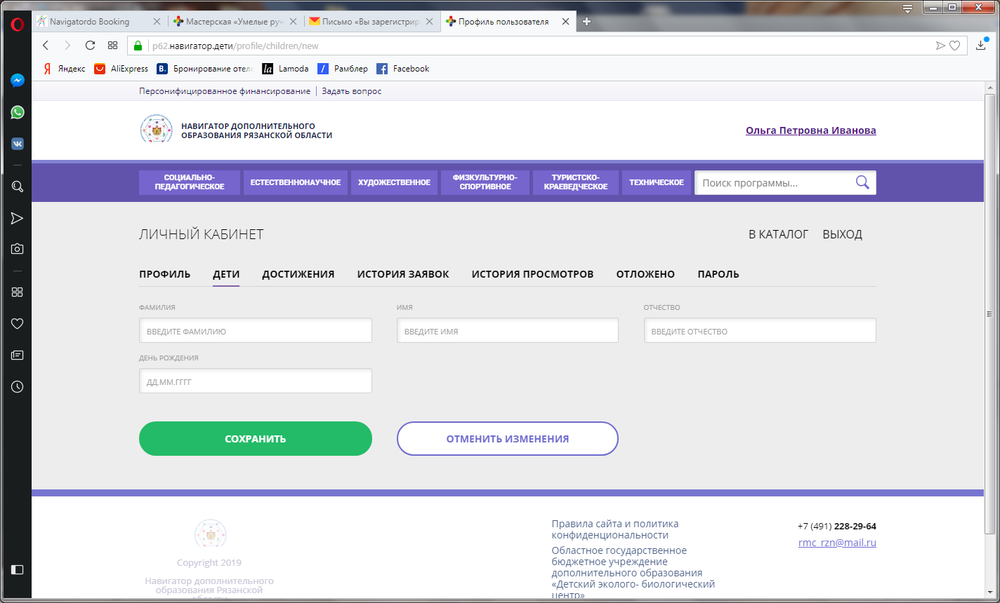 Navigatordo Booking
Мастерская «Умелые руч
Письмо «Вы зарегистрир
Профиль пользователя
p62.навигатор.дети/profile/children/new
Яндекс
AliExpress
Бронирование отеле
Lamoda
Рамблер
Facebook
Персонифицированное финансирование
Задать вопрос
НАВИГАТОР ДОПОЛНИТЕЛЬНОГО
ОБРАЗОВАНИЯ РЯЗАНСКОЙ ОБЛАСТИ
Ольга Петровна Иванова
СОЦИАЛЬНО-
ПЕДАГОГИЧЕСКОЕ
ЕСТЕСТВЕННОНАУЧНОЕ
ХУДОЖЕСТВЕННОЕ
ФИЗКУЛЬТУРНО-
СПОРТИВНОЕ
ТУРИСТСКО-
КРАЕВЕДЧЕСКОЕ
ТЕХНИЧЕСКОЕ
Поиск программы...
ЛИЧНЫЙ КАБИНЕТ
В КАТАЛОГ
ВЫХОД
ПРОФИЛЬ
ДЕТИ
ДОСТИЖЕНИЯ
ИСТОРИЯ ЗАЯВОК
ИСТОРИЯ ПРОСМОТРОВ
ОТЛОЖЕНО
ПАРОЛЬ
ФАМИЛИЯ
ИМЯ
ОТЧЕСТВО
ВВЕДИТЕ ФАМИЛИЮ
ВВЕДИТЕ ИМЯ
ВВЕДИТЕ ОТЧЕСТВО
ДЕНЬ РОЖДЕНИЯ
ДД.ММ.ГГГГ
СОХРАНИТЬ
ОТМЕНИТЬ ИЗМЕНЕНИЯ
Copyright 2019
Навигатор дополнительного
образования Рязанской
области
Правила сайта и политика
конфиденциональности
Областное государственное
бюджетное учреждение
дополнительного образования
«Детский эколого- биологический
центр»
+7 (491) 228-29-64
rmc_rzn@mail.ru